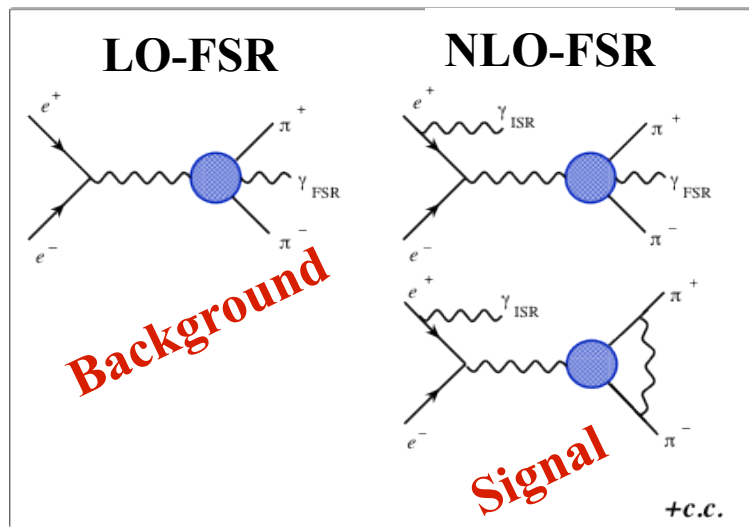 LO-FSR
NLO-FSR
e+
π+
γFSR
π−
e−
Background
e+
γISR
π+
γFSR
π−
e−
e+
γISR
π+
π−
e−
Signal
+c.c.